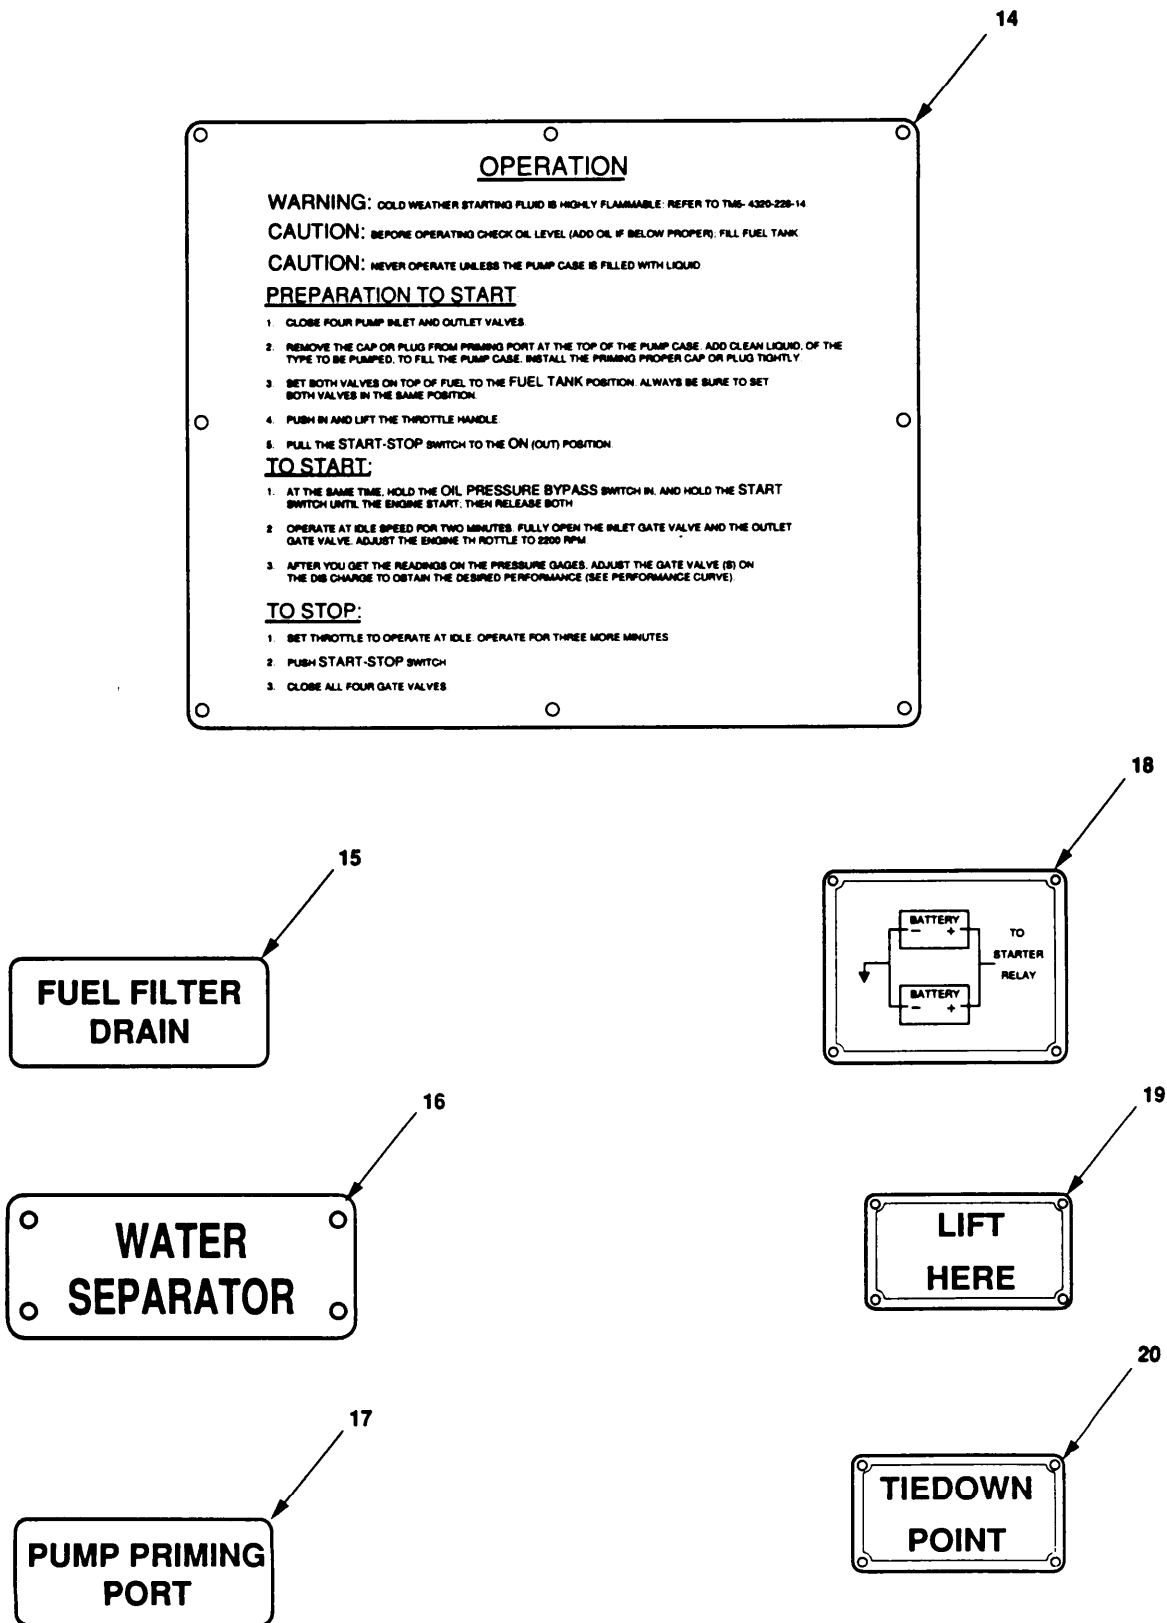 14
OPERATION
WARNING: COLD WEATHER STARTING FLUID IS HIGHLY FLAMMABLE; REFER TO TM5- 4320-226-14
CAUTION: BEFORE OPERATING CHECK OIL LEVEL (ADD OIL IF BELOW PROPER); FILL FUEL TANK
CAUTION: NEVER OPERATE UNLESS THE PUMP CASE IS FILLED WITH LIQUID.
PREPARATION TO START
1. CLOSE FOUR PUMP INLET AND OUTLET VALVES.
2. REMOVE THE CAP OR PLUG FROM PRIMING PORT AT THE TOP OF THE PUMP CASE. ADD CLEAN LIQUID, OF THE
TYPE TO BE PUMPED, TO FILL THE PUMP CASE, INSTALL THE PRIMING PROPER CAP OR PLUG TIGHTLY
3. SET BOTH VALVES ON TOP OF FUEL TO THE FUEL TANK POSITION. ALWAYS BE SURE TO SET
BOTH VALVES IN THE SAME POSITION.
4. PUSH IN AND LIFT THE THROTTLE HANDLE.
5. PULL THE START-STOP SWITCH TO THE ON (OUT) POSITION.
TO START:
1. AT THE SAME TIME, HOLD THE OIL PRESSURE BYPASS SWITCH IN, AND HOLD THE START
SWITCH UNTIL THE ENGINE START; THEN RELEASE BOTH
2 OPERATE AT IDLE SPEED FOR TWO MINUTES. FULLY OPEN THE INLET GATE VALVE AND THE OUTLET
GATE VALVE. ADJUST THE ENGINE TH ROTTLE TO 2200 RPM
3. AFTER YOU GET THE READINGS ON THE PRESSURE GAGES, ADJUST THE GATE VALVE (S) ON
THE DIS CHARGE TO OBTAIN THE DESIRED PERFORMANCE (SEE PERFORMANCE CURVE).
TO STOP:
1. SET THROTTLE TO OPERATE AT IDLE. OPERATE FOR THREE MORE MINUTES
2. PUSH START-STOP SWITCH
3. CLOSE ALL FOUR GATE VALVES
15
FUEL FILTER
DRAIN
16
WATER
SEPARATOR
17
PUMP PRIMING
PORT
18
BATTERY
- +
BATTERY
- +
TO
STARTER
RELAY
19
LIFT
HERE
20
TIEDOWN
POINT